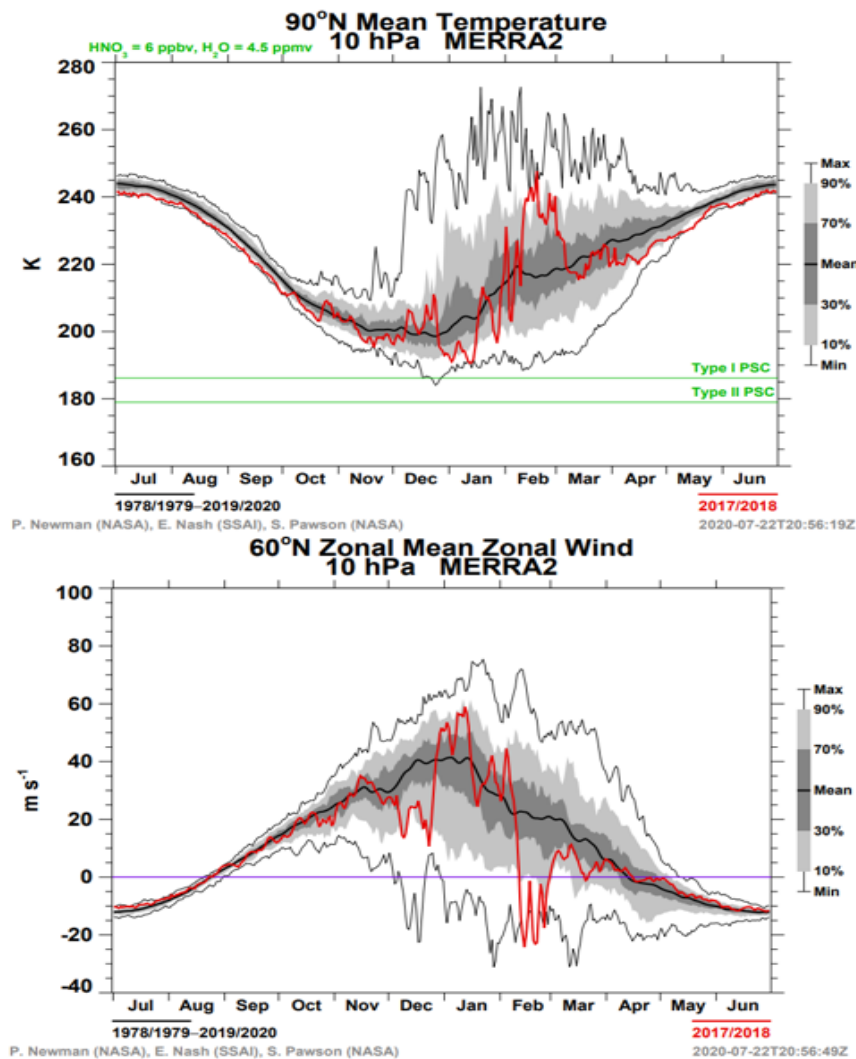 90°N Mean Temperature
10 hPa MERRA2
HNO₃ = 6 ppbv, H₂O = 4.5 ppmv
280
260
240
220
200
180
160
K
Max
90%
70%
Mean
30%
10%
Min
Type I PSC
Type II PSC
Jul Aug Sep Oct Nov Dec Jan Feb Mar Apr May Jun
1978/1979–2019/2020 2017/2018
P. Newman (NASA), E. Nash (SSAI), S. Pawson (NASA) 2020-07-22T20:56:19Z
60°N Zonal Mean Zonal Wind
10 hPa MERRA2
100
80
60
40
20
0
-20
-40
m s⁻¹
Max
90%
70%
Mean
30%
10%
Min
Jul Aug Sep Oct Nov Dec Jan Feb Mar Apr May Jun
1978/1979–2019/2020 2017/2018
P. Newman (NASA), E. Nash (SSAI), S. Pawson (NASA) 2020-07-22T20:56:49Z